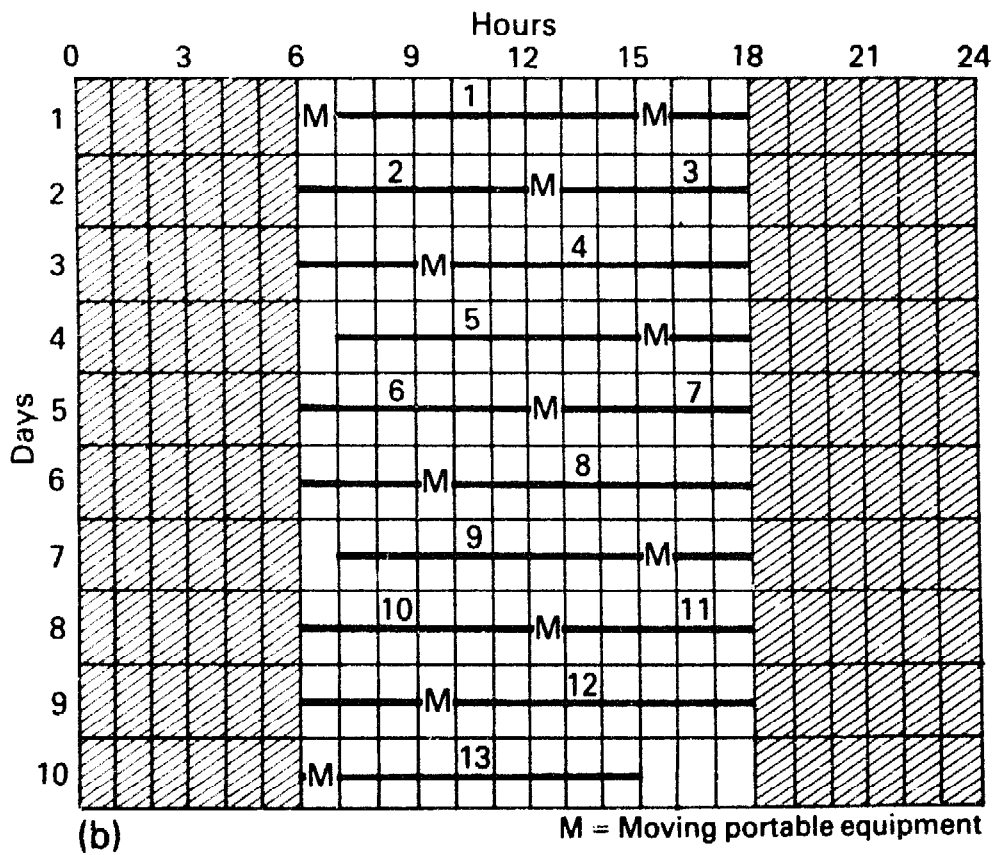 Hours
0 3 6 9 12 15 18 21 24
Days
1 M 1 M
2 2 M 3
3 M 4
4 5 M
5 6 M 7
6 M 8
7 9 M
8 10 M 11
9 M 12
10 M 13
(b) M = Moving portable equipment